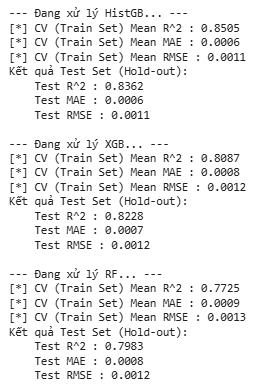 --- Đang xử lý HistGB... ---
[*] CV (Train Set) Mean R^2 : 0.8505
[*] CV (Train Set) Mean MAE : 0.0006
[*] CV (Train Set) Mean RMSE : 0.0011
Kết quả Test Set (Hold-out):
    Test R^2 : 0.8362
    Test MAE : 0.0006
    Test RMSE : 0.0011

--- Đang xử lý XGB... ---
[*] CV (Train Set) Mean R^2 : 0.8087
[*] CV (Train Set) Mean MAE : 0.0008
[*] CV (Train Set) Mean RMSE : 0.0012
Kết quả Test Set (Hold-out):
    Test R^2 : 0.8228
    Test MAE : 0.0007
    Test RMSE : 0.0012

--- Đang xử lý RF... ---
[*] CV (Train Set) Mean R^2 : 0.7725
[*] CV (Train Set) Mean MAE : 0.0009
[*] CV (Train Set) Mean RMSE : 0.0013
Kết quả Test Set (Hold-out):
    Test R^2 : 0.7983
    Test MAE : 0.0008
    Test RMSE : 0.0012